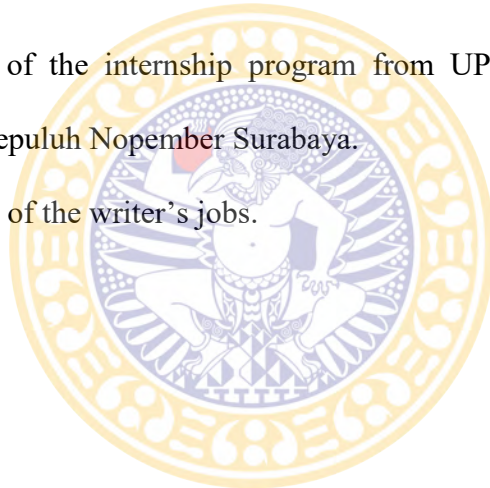 of the internship program from UP
epuluh Nopember Surabaya.
of the writer’s jobs.